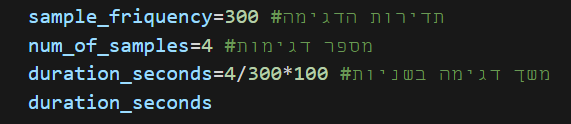 sample_friquency=300 #תדירות הדגימה
num_of_samples=4 #מספר דגימות
duration_seconds=4/300*100 #משך דגימה בשניות
duration_seconds